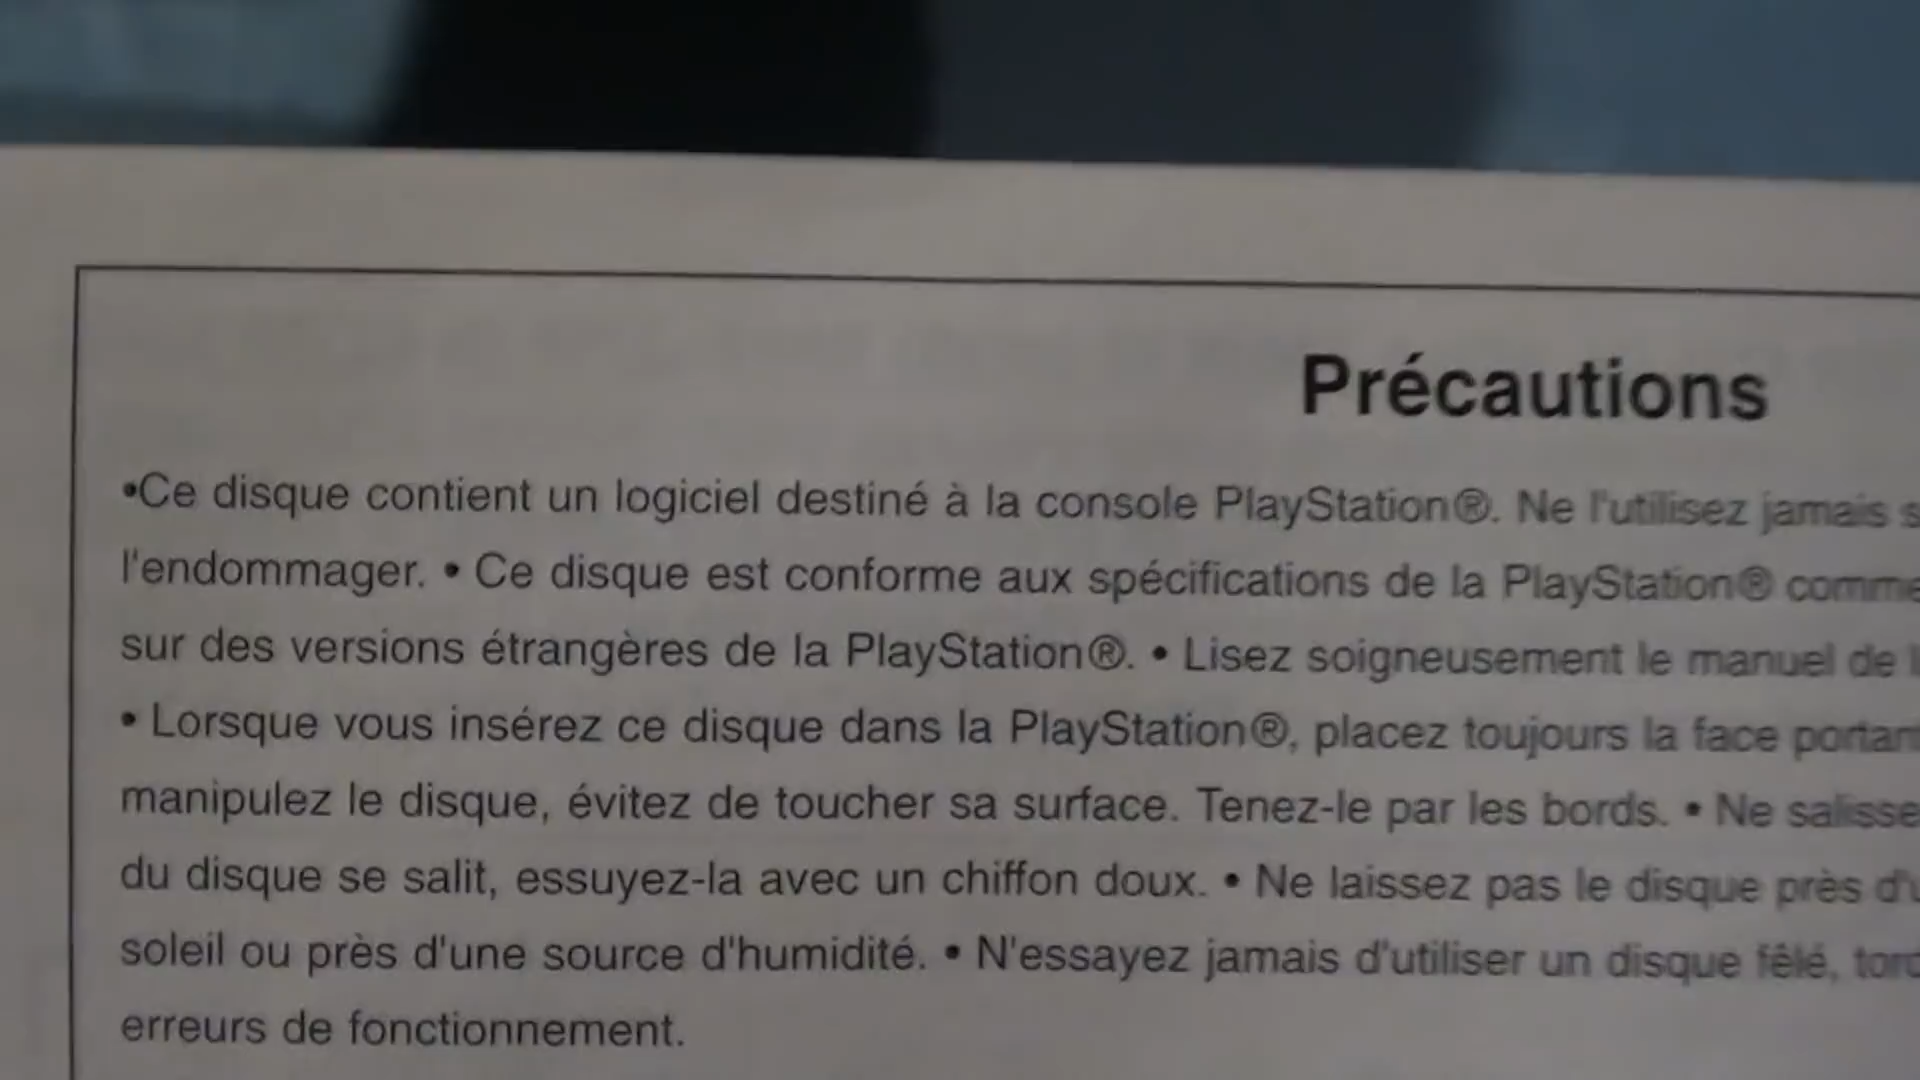 Précautions
•Ce disque contient un logiciel destiné à la console PlayStation®. Ne l'utilisez jamais
l'endommager. • Ce disque est conforme aux spécifications de la PlayStation®
sur des versions étrangères de la PlayStation®. • Lisez soigneusement le manuel de
• Lorsque vous insérez ce disque dans la PlayStation®, placez toujours la face
manipulez le disque, évitez de toucher sa surface. Tenez-le par les bords. • Ne
du disque se salit, essuyez-la avec un chiffon doux. • Ne laissez pas le disque près
soleil ou près d'une source d'humidité. • N'essayez jamais d'utiliser un disque fêlé,
erreurs de fonctionnement.